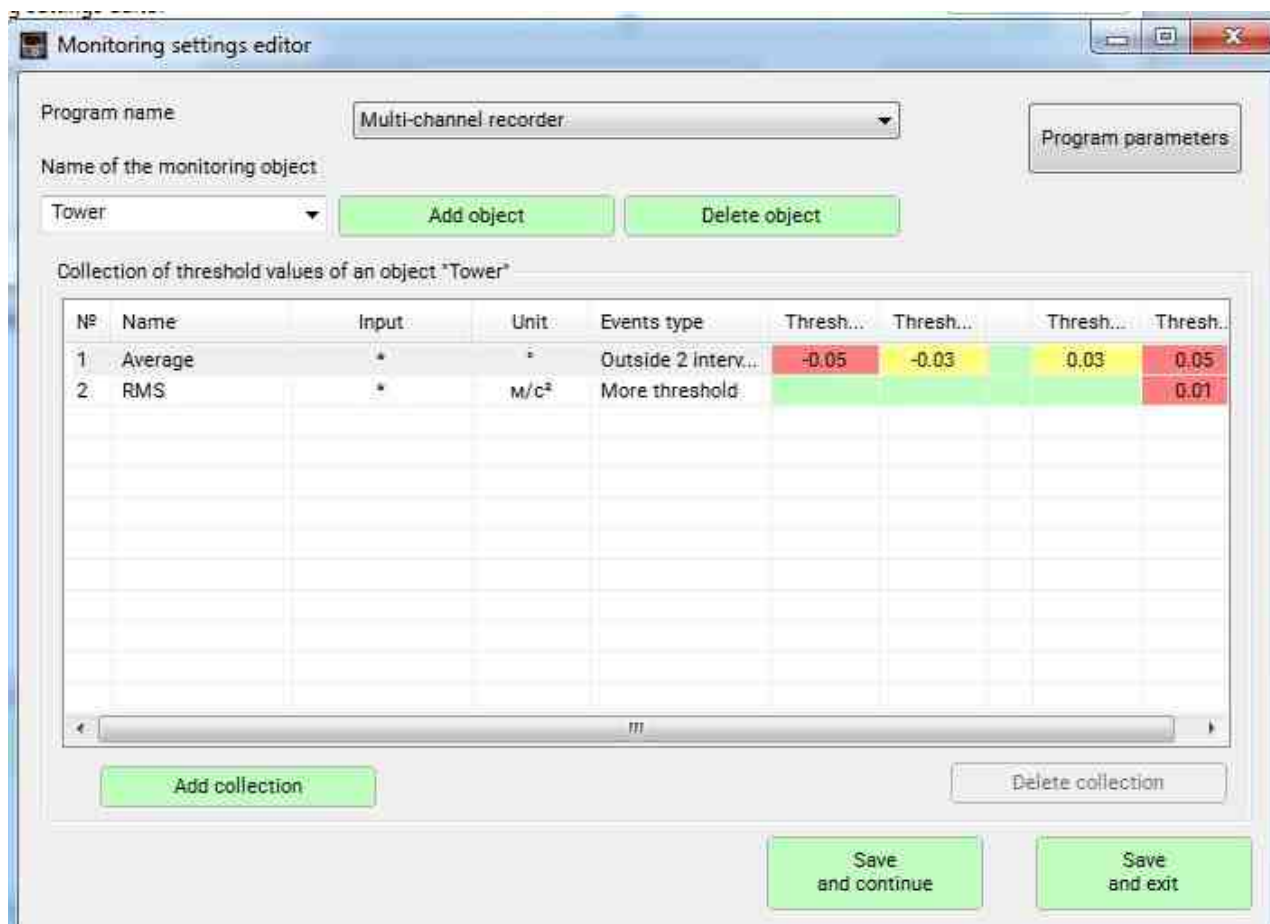 Monitoring settings editor
Program name
Multi-channel recorder
Program parameters
Name of the monitoring object
Tower
Add object
Delete object
Collection of threshold values of an object "Tower"
№ Name Input Unit Events type Thresh... Thresh... Thresh... Thresh..
1 Average * ° Outside 2 interv... -0.05 -0.03 0.03 0.05
2 RMS * м/с² More threshold 0.01
Add collection
Delete collection
Save
and continue
Save
and exit